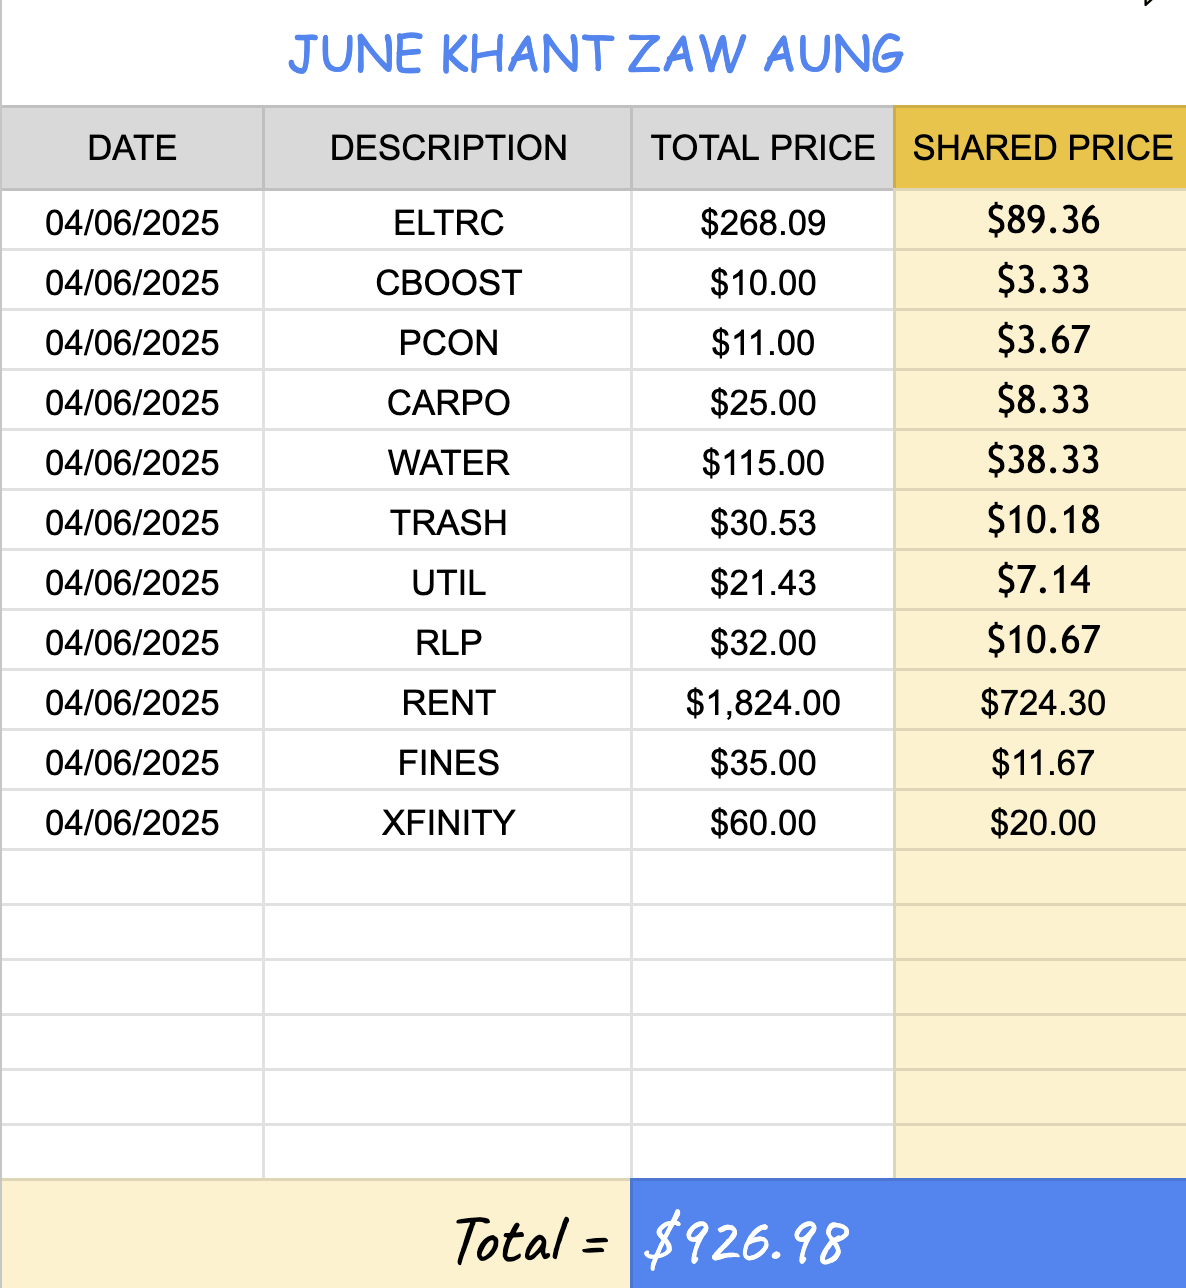 JUNE KHANT ZAW AUNG
DATE DESCRIPTION TOTAL PRICE SHARED PRICE
04/06/2025 ELTRC $268.09 $89.36
04/06/2025 CBOOST $10.00 $3.33
04/06/2025 PCON $11.00 $3.67
04/06/2025 CARPO $25.00 $8.33
04/06/2025 WATER $115.00 $38.33
04/06/2025 TRASH $30.53 $10.18
04/06/2025 UTIL $21.43 $7.14
04/06/2025 RLP $32.00 $10.67
04/06/2025 RENT $1,824.00 $724.30
04/06/2025 FINES $35.00 $11.67
04/06/2025 XFINITY $60.00 $20.00
Total = $926.98